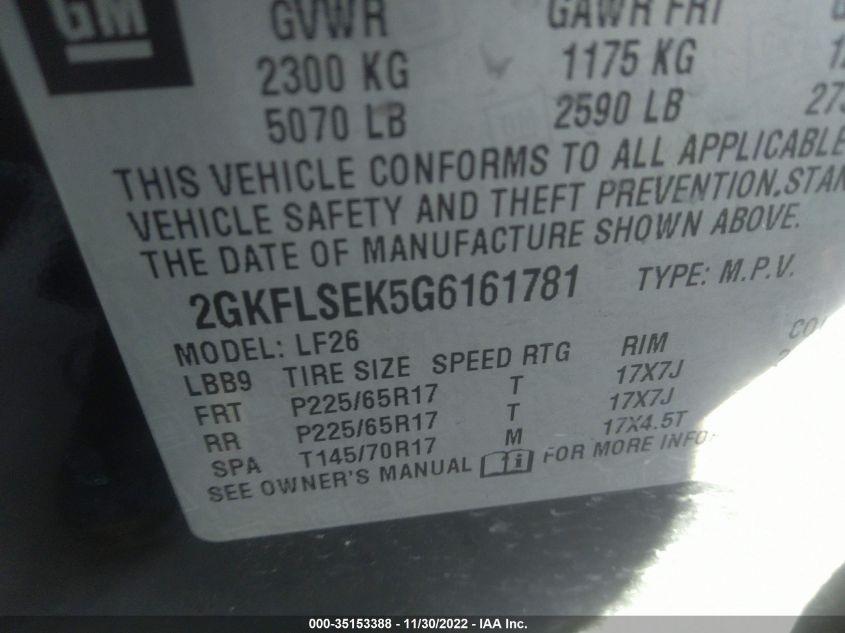 GM
GVWR GAWR FRT
2300 KG 1175 KG
5070 LB 2590 LB
THIS VEHICLE CONFORMS TO ALL APPLICABLE
VEHICLE SAFETY AND THEFT PREVENTION.
THE DATE OF MANUFACTURE SHOWN ABOVE.
2GKFLSEK5G6161781 TYPE: M.P.V.
MODEL: LF26
LBB9 TIRE SIZE SPEED RTG RIM
FRT P225/65R17 T 17X7J
RR P225/65R17 T 17X7J
SPA T145/70R17 M 17X4.5T
SEE OWNER'S MANUAL FOR MORE INFO
000-35153388 - 11/30/2022 - IAA Inc.